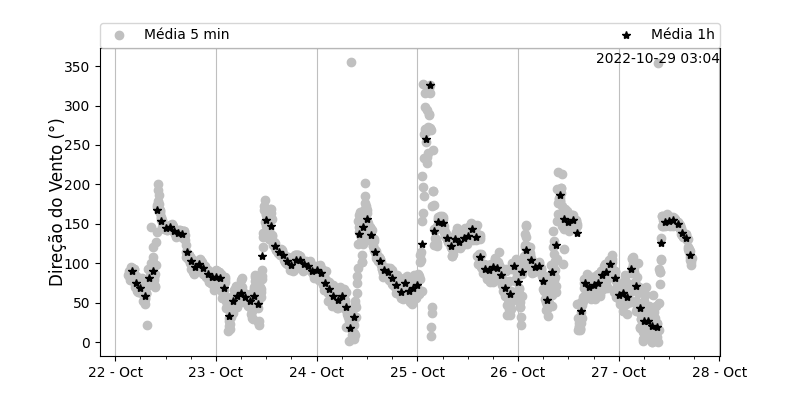 Média 5 min
Média 1h
2022-10-29 03:04
Direção do Vento (°)
350
300
250
200
150
100
50
0
22 - Oct
23 - Oct
24 - Oct
25 - Oct
26 - Oct
27 - Oct
28 - Oct